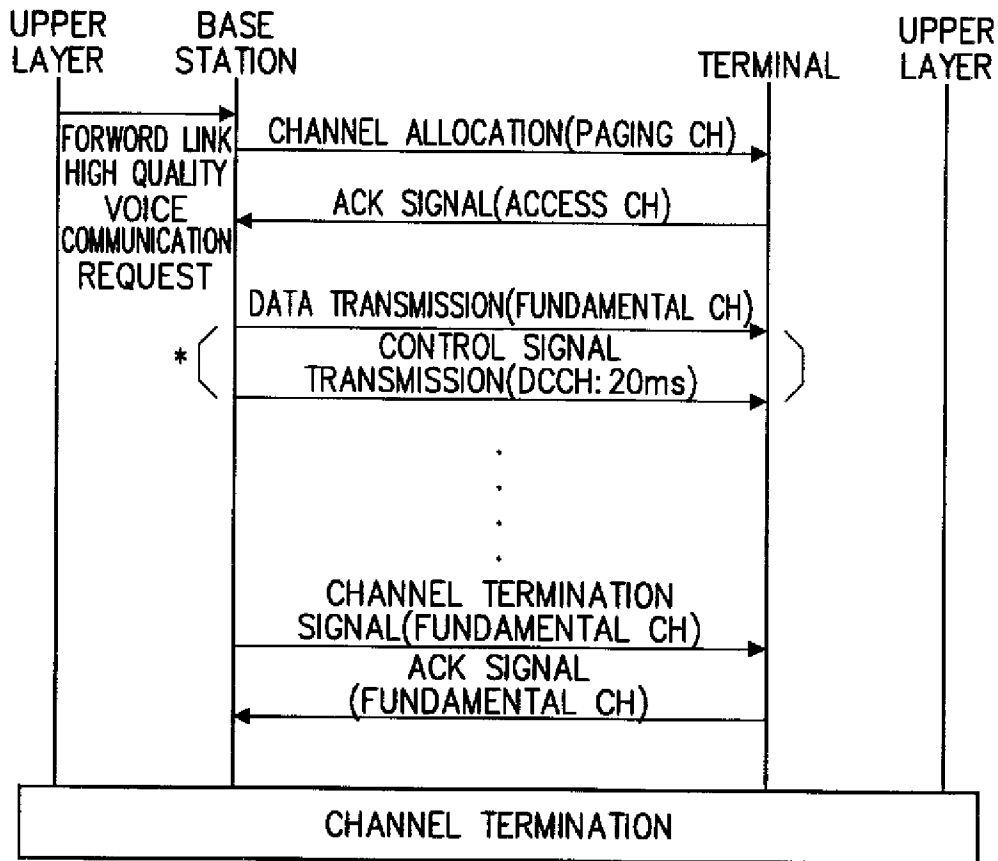 UPPER
LAYER
BASE
STATION
TERMINAL
UPPER
LAYER
FORWORD LINK
HIGH QUALITY
VOICE
COMMUNICATION
REQUEST
CHANNEL ALLOCATION(PAGING CH)
ACK SIGNAL(ACCESS CH)
DATA TRANSMISSION(FUNDAMENTAL CH)
*
CONTROL SIGNAL
TRANSMISSION(DCCH:20ms)
CHANNEL TERMINATION
SIGNAL(FUNDAMENTAL CH)
ACK SIGNAL
(FUNDAMENTAL CH)
CHANNEL TERMINATION